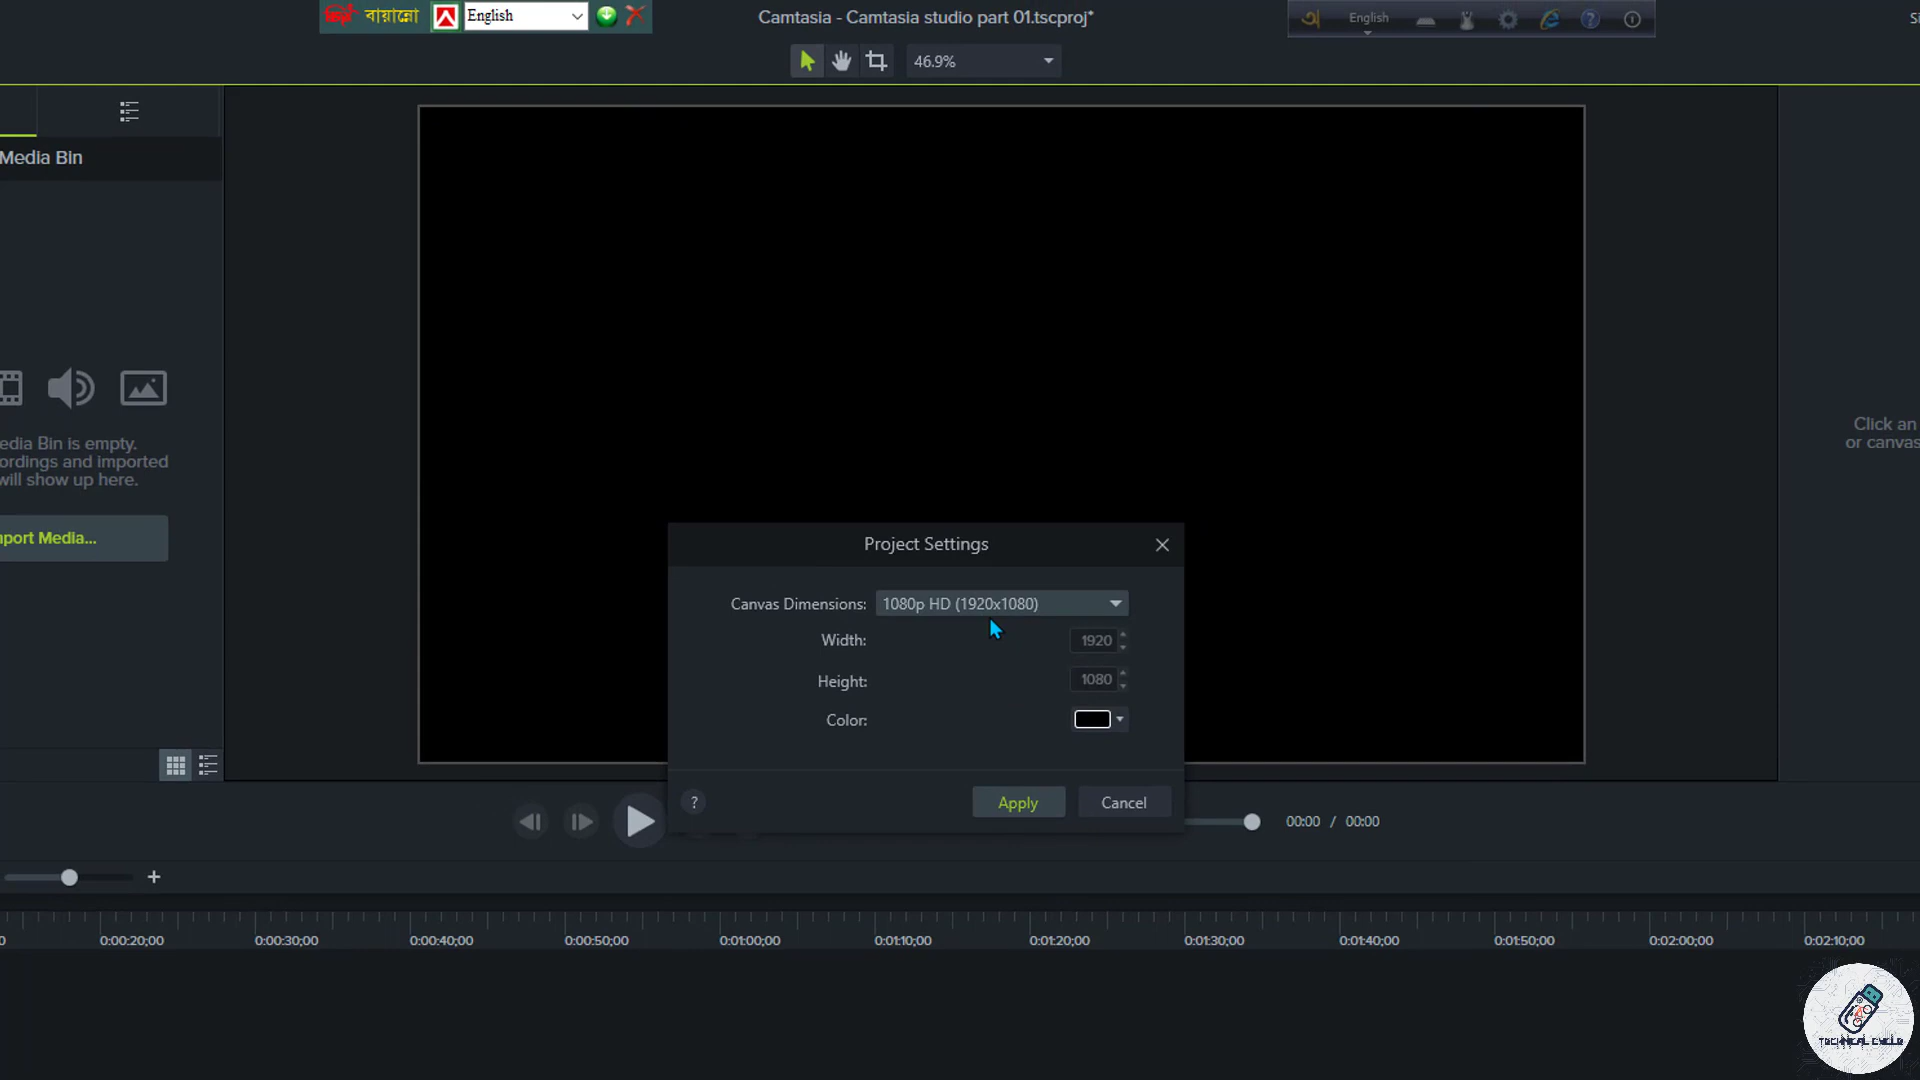 বায়ান্নো
English
Camtasia - Camtasia studio part 01.tscproj*
অ
English
46.9%
Media Bin
edia Bin is empty.
ordings and imported
will show up here.
mport Media...
Click an
or canvas
Project Settings
Canvas Dimensions: 1080p HD (1920x1080)
Width: 1920
Height: 1080
Color:
?
Apply
Cancel
00:00 / 00:00
0:00:20;00
0:00:30;00
0:00:40;00
0:00:50;00
0:01:00;00
0:01:10;00
0:01:20;00
0:01:30;00
0:01:40;00
0:01:50;00
0:02:00;00
0:02:10;00
TECHNICAL CYCLO